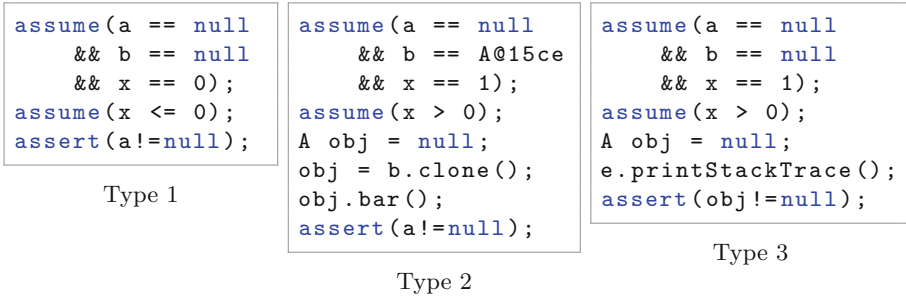 assume(a == null
    && b == null
    && x == 0);
assume(x <= 0);
assert(a!=null);
Type 1
assume(a == null
    && b == A@15ce
    && x == 1);
assume(x > 0);
A obj = null;
obj = b.clone();
obj.bar();
assert(a!=null);
Type 2
assume(a == null
    && b == null
    && x == 1);
assume(x > 0);
A obj = null;
e.printStackTrace();
assert(obj!=null);
Type 3